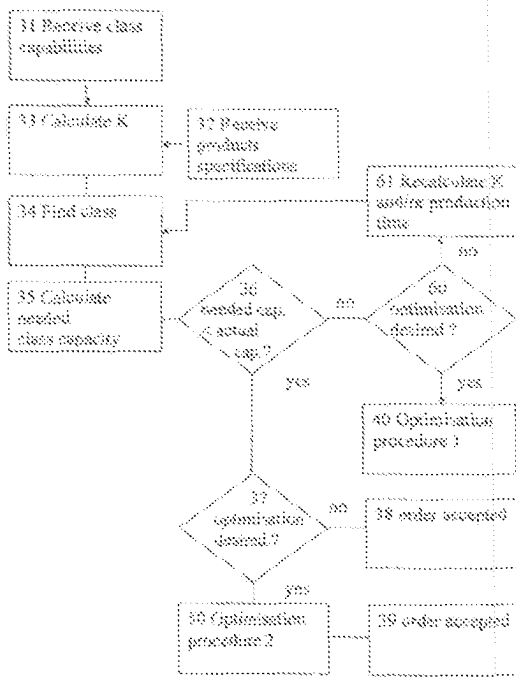 31 Receive class
capabilities
33 Calculate K
32 Receive
products
specifications
34 Find class
61 Recalculate K
and/or production
time
35 Calculate
needed
class capacity
36
needed cap.
< actual
cap.?
no
60
optimisation
desired ?
no
yes
yes
40 Optimisation
procedure 1
37
optimisation
desired ?
no
38 order accepted
yes
50 Optimisation
procedure 2
39 order accepted